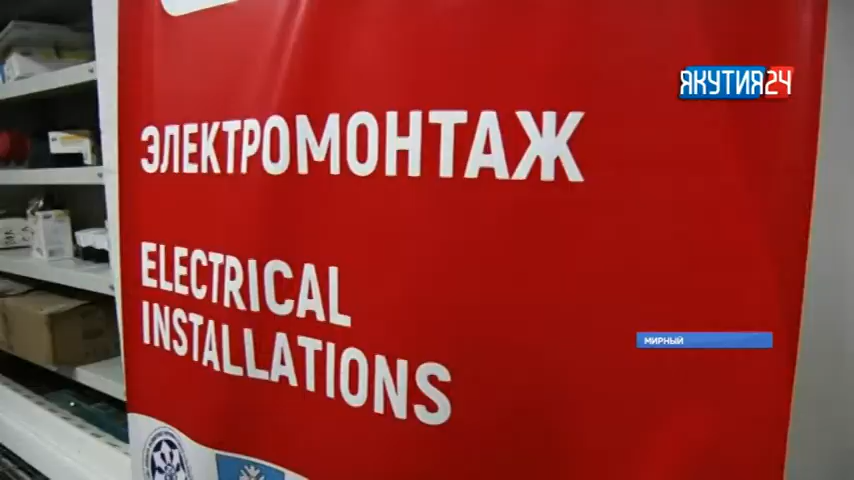 ЯКУТИЯ24
ЭЛЕКТРОМОНТАЖ
ELECTRICAL
INSTALLATIONS
МИРНЫЙ